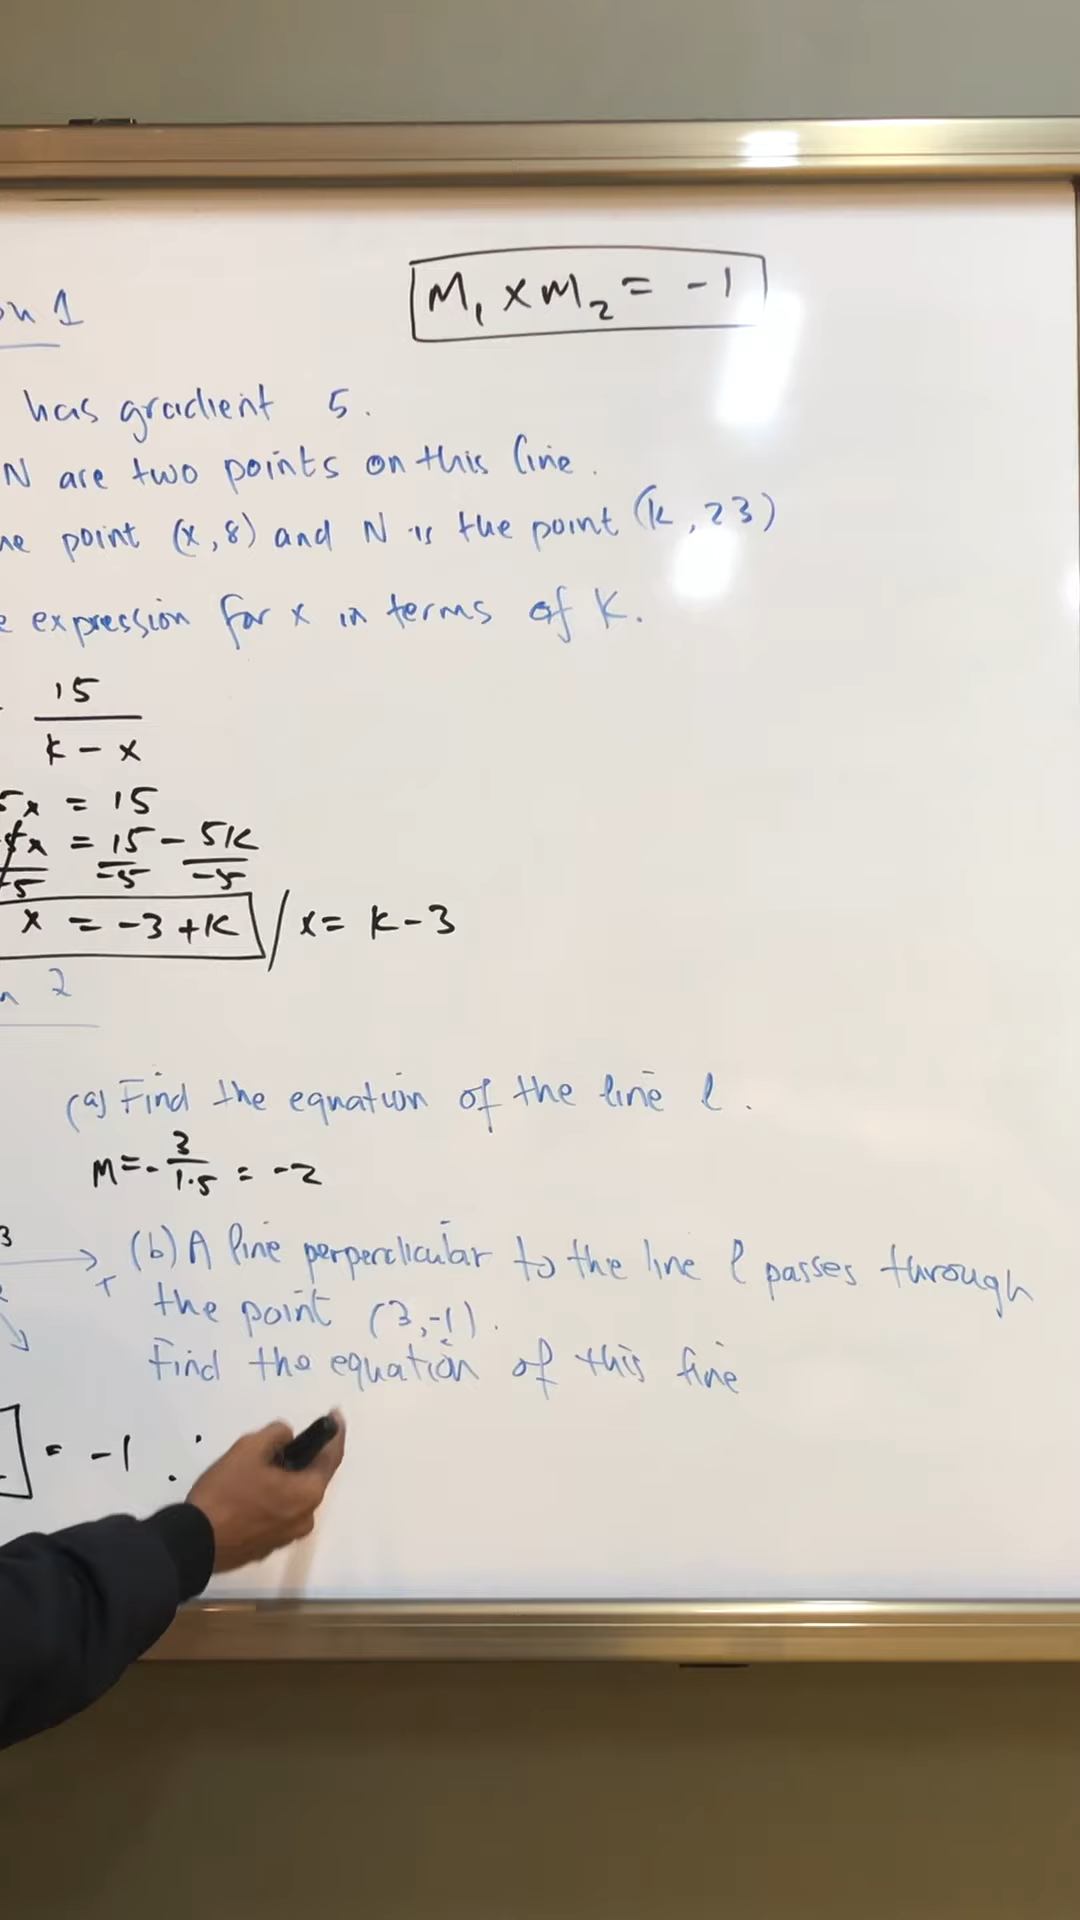 on 1
M₁ x M₂ = -1
has gradient 5.
N are two points on this line.
point (x, 8) and N is the point (k, 23)
expression for x in terms of K.
15
k - x
5x = 15
5x = 15 - 5K
-5 -5 -5
x = -3 + K / x = k - 3
n 2
(a) Find the equation of the line l.
M = - 3/1.5 = -2
3
x
(b) A line perpendicular to the line l passes through
the point (3, -1).
Find the equation of this line
= -1